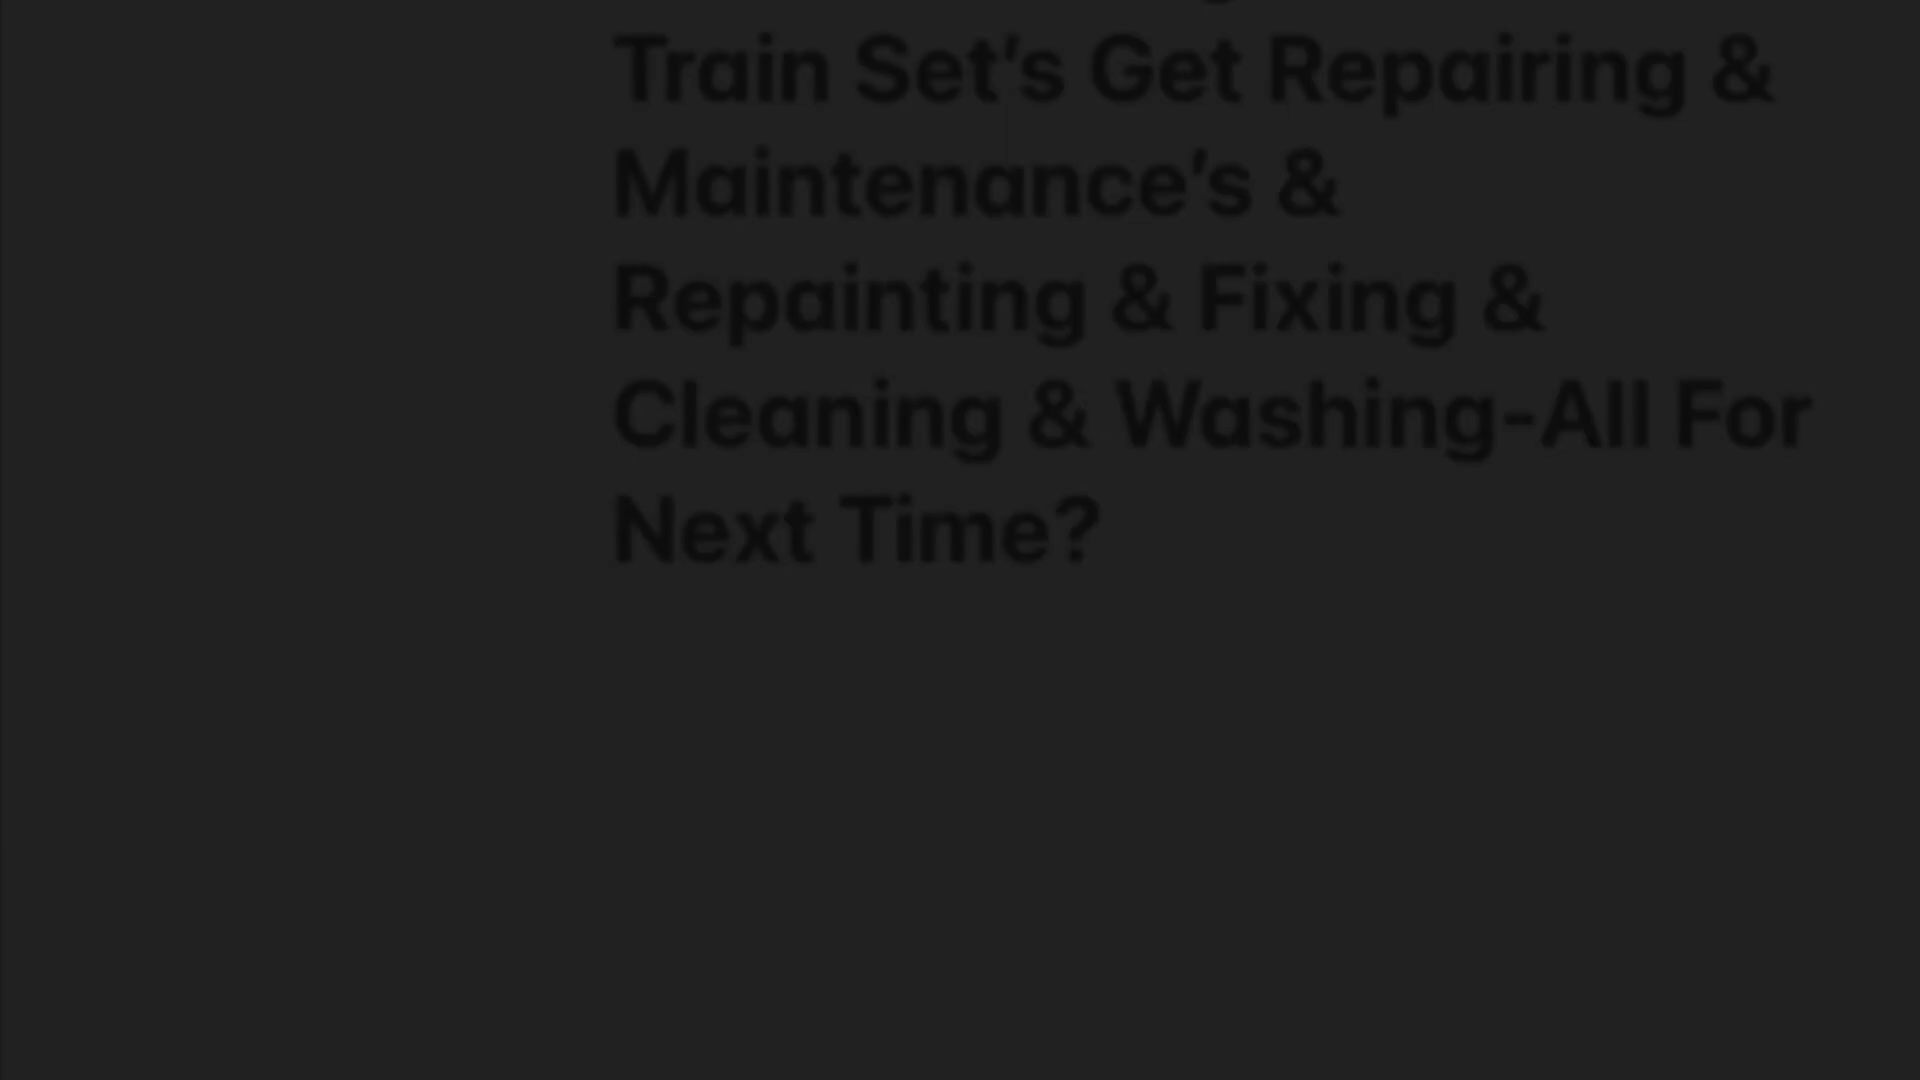 Train Set's Get Repairing &
Maintenance's &
Repainting & Fixing &
Cleaning & Washing-All For
Next Time?